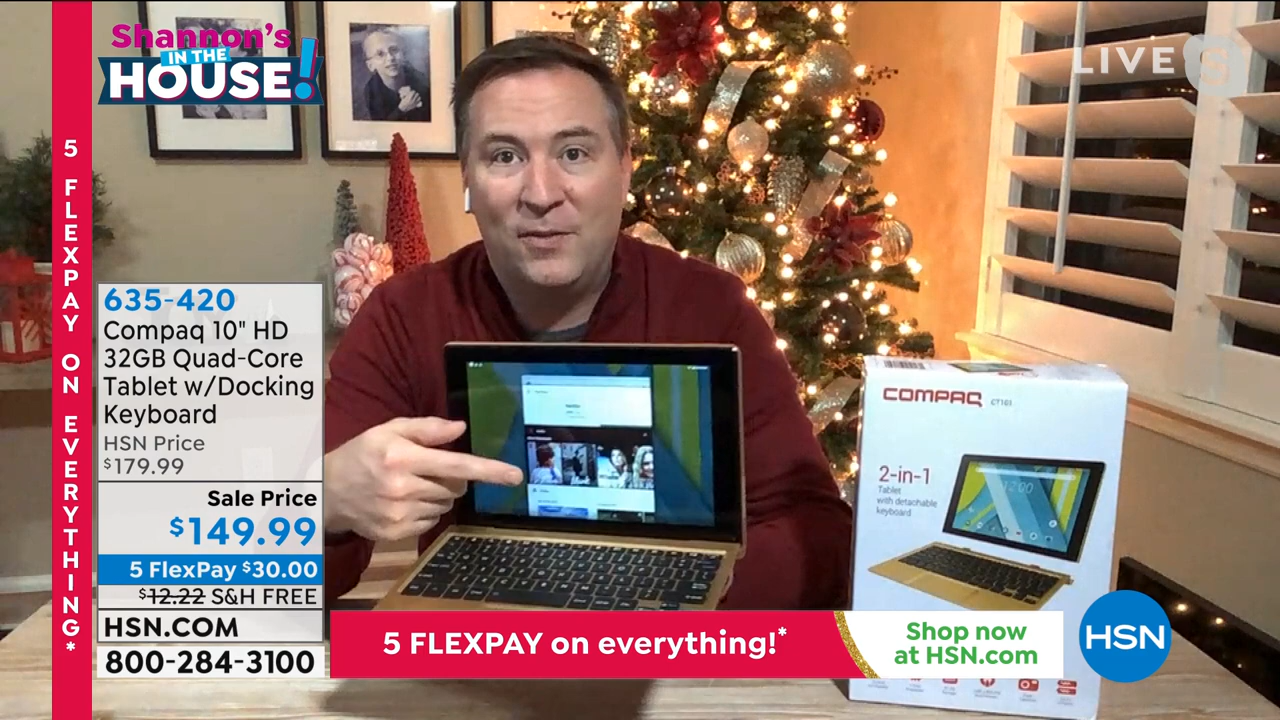 Shannon's
IN THE
HOUSE!
LIVE S
5 FLEXPAY ON EVERYTHING*
635-420
Compaq 10" HD
32GB Quad-Core
Tablet w/Docking
Keyboard
HSN Price
$179.99
Sale Price
$149.99
5 FlexPay $30.00
$12.22 S&H FREE
HSN.COM
800-284-3100
COMPAQ CT101
2-in-1
Tablet
with detachable
keyboard
12:00
5 FLEXPAY on everything!*
Shop now
at HSN.com
HSN